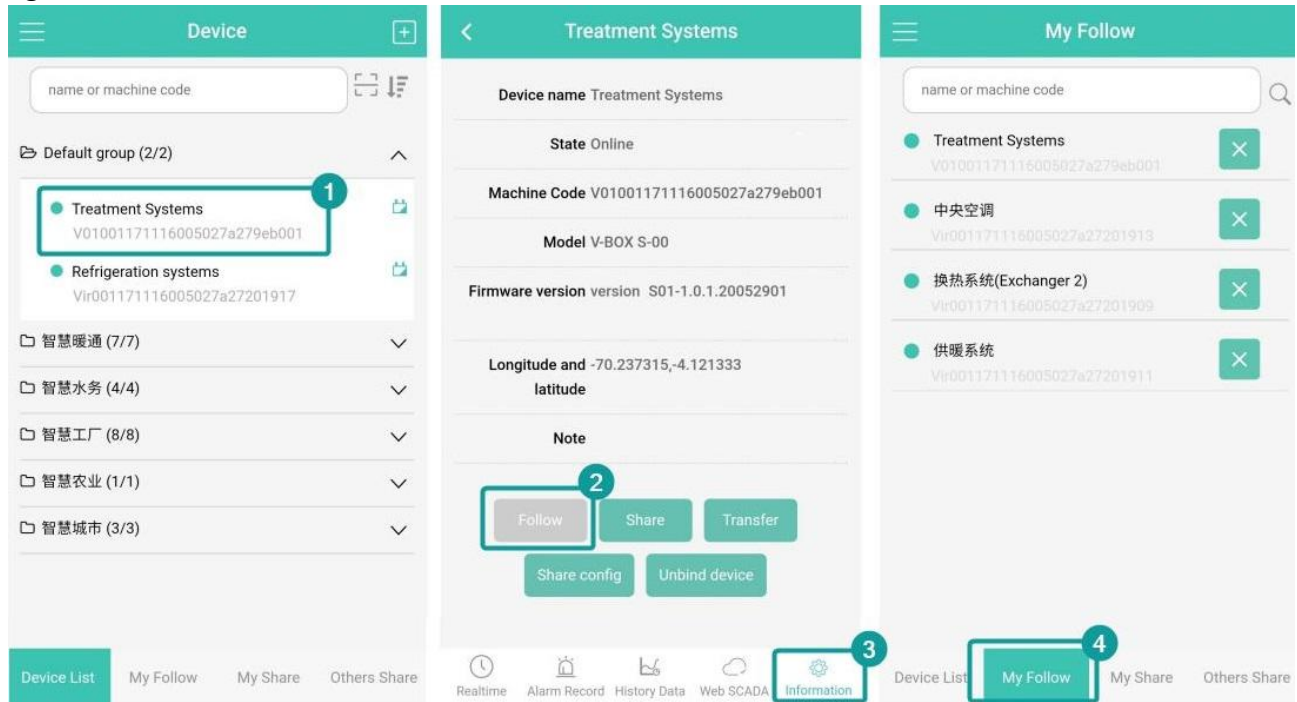 Device
name or machine code
Default group (2/2)
1
Treatment Systems
V01001171116005027a279eb001
Refrigeration systems
Vir001171116005027a27201917
智慧暖通 (7/7)
智慧水务 (4/4)
智慧工厂 (8/8)
智慧农业 (1/1)
智慧城市 (3/3)
Device List My Follow My Share Others Share
Treatment Systems
Device name Treatment Systems
State Online
Machine Code V01001171116005027a279eb001
Model V-BOX S-00
Firmware version version S01-1.0.1.20052901
Longitude and -70.237315,-4.121333
latitude
Note
2
Follow Share Transfer
Share config Unbind device
3
Realtime Alarm Record History Data Web SCADA Information
My Follow
name or machine code
Treatment Systems
V01001171116005027a279eb001
中央空调
Vir001171116005027a27201913
换热系统(Exchanger 2)
Vir001171116005027a27201909
供暖系统
Vir001171116005027a27201911
4
Device List My Follow My Share Others Share